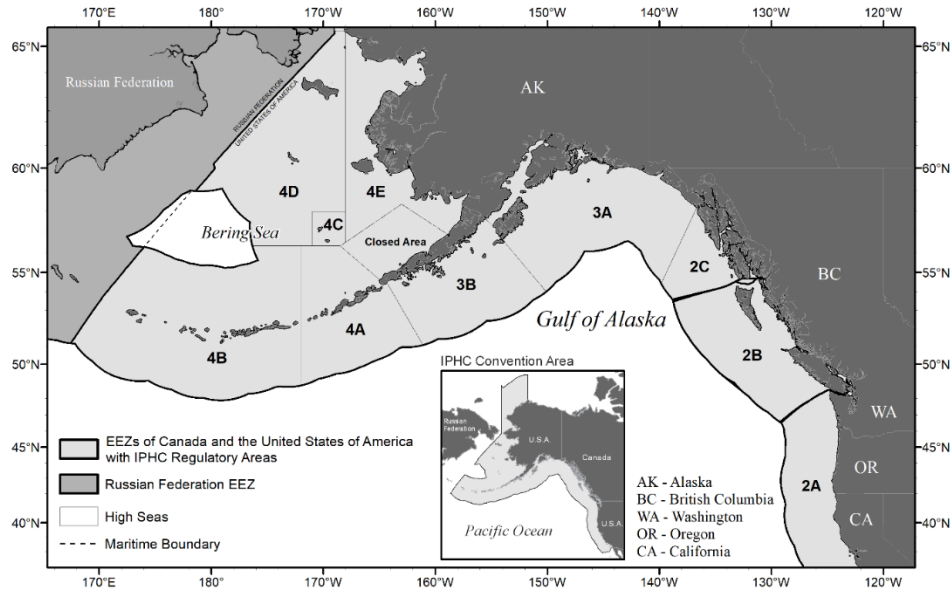 170°E
180°
170°W
160°W
150°W
140°W
130°W
120°W
65°N
65°N
Russian Federation
RUSSIAN FEDERATION
UNITED STATES OF AMERICA
AK
60°N
60°N
4D
4E
4C
3A
Bering Sea
Closed Area
2C
BC
55°N
55°N
3B
Gulf of Alaska
4A
4B
2B
50°N
50°N
IPHC Convention Area
Russian
Federation
U.S.A.
Canada
U.S.A.
Pacific Ocean
WA
45°N
45°N
OR
2A
40°N
40°N
CA
EEZs of Canada and the United States of America
with IPHC Regulatory Areas
Russian Federation EEZ
High Seas
Maritime Boundary
AK - Alaska
BC - British Columbia
WA - Washington
OR - Oregon
CA - California
170°E
180°
170°W
160°W
150°W
140°W
130°W
120°W